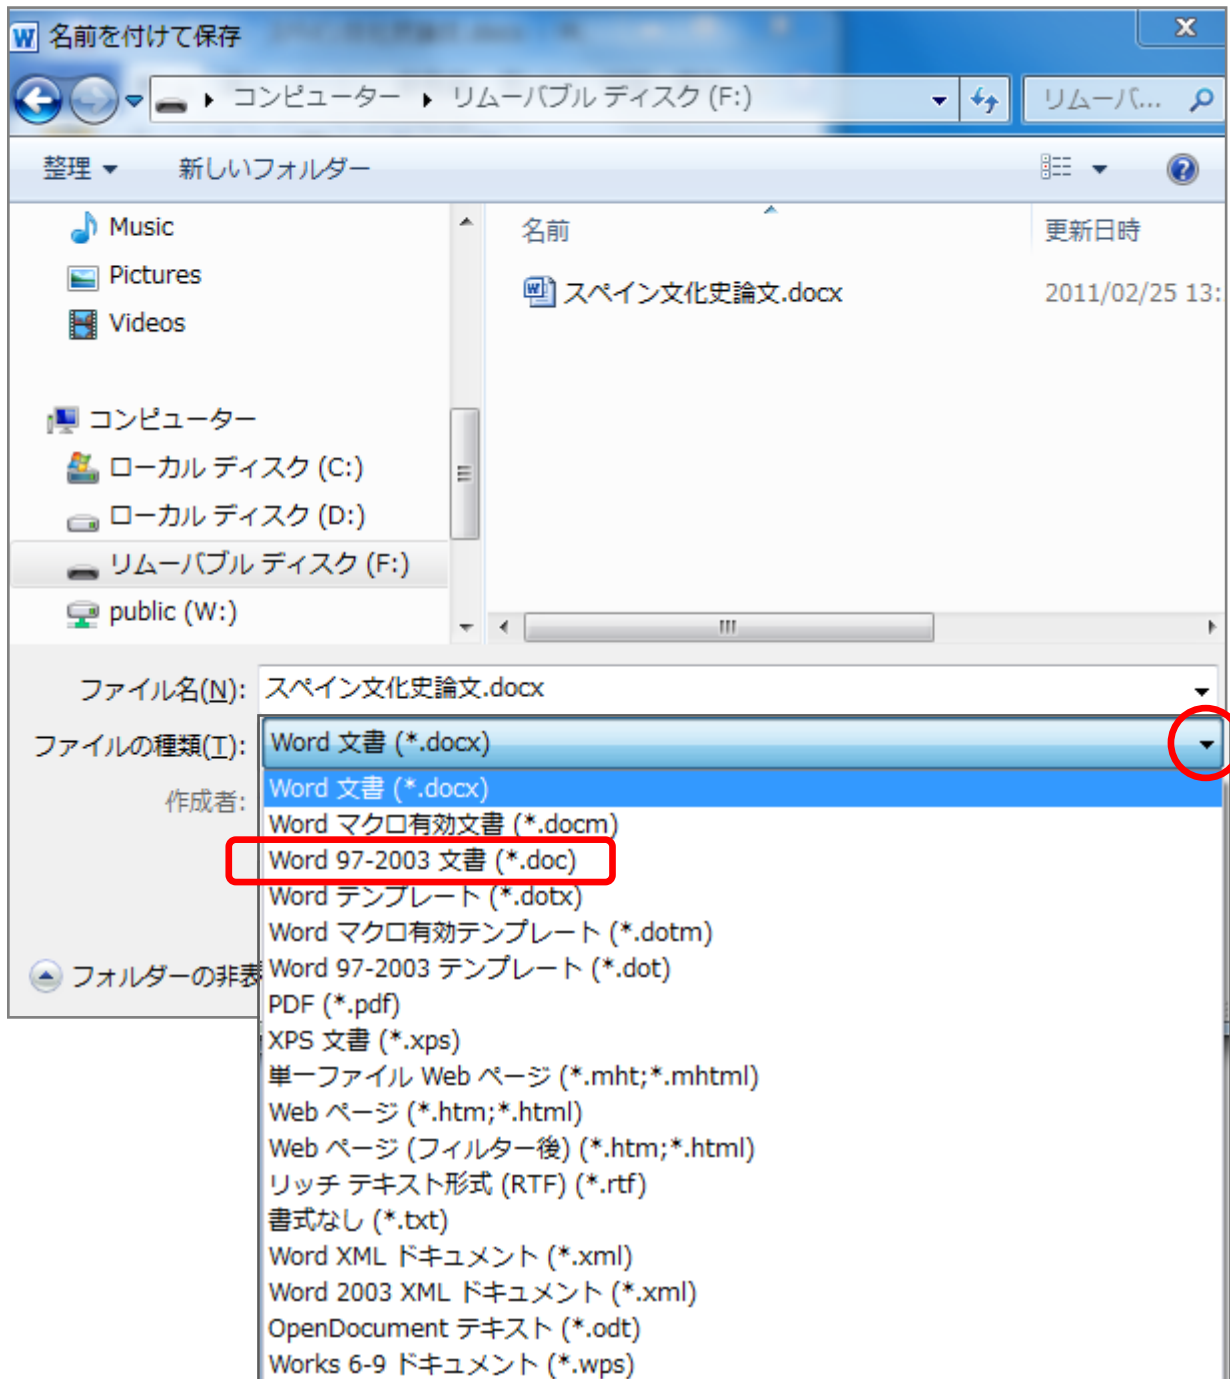 名前を付けて保存
コンピューター リムーバブル ディスク (F:) リムーバ...
整理 新しいフォルダー
Music
Pictures
Videos
コンピューター
ローカル ディスク (C:)
ローカル ディスク (D:)
リムーバブル ディスク (F:)
public (W:)
名前 更新日時
スペイン文化史論文.docx 2011/02/25 13:
ファイル名(N): スペイン文化史論文.docx
ファイルの種類(T): Word 文書 (*.docx)
作成者:
フォルダーの非表
Word 文書 (*.docx)
Word マクロ有効文書 (*.docm)
Word 97-2003 文書 (*.doc)
Word テンプレート (*.dotx)
Word マクロ有効テンプレート (*.dotm)
Word 97-2003 テンプレート (*.dot)
PDF (*.pdf)
XPS 文書 (*.xps)
単一ファイル Web ページ (*.mht;*.mhtml)
Web ページ (*.htm;*.html)
Web ページ (フィルター後) (*.htm;*.html)
リッチ テキスト形式 (RTF) (*.rtf)
書式なし (*.txt)
Word XML ドキュメント (*.xml)
Word 2003 XML ドキュメント (*.xml)
OpenDocument テキスト (*.odt)
Works 6-9 ドキュメント (*.wps)